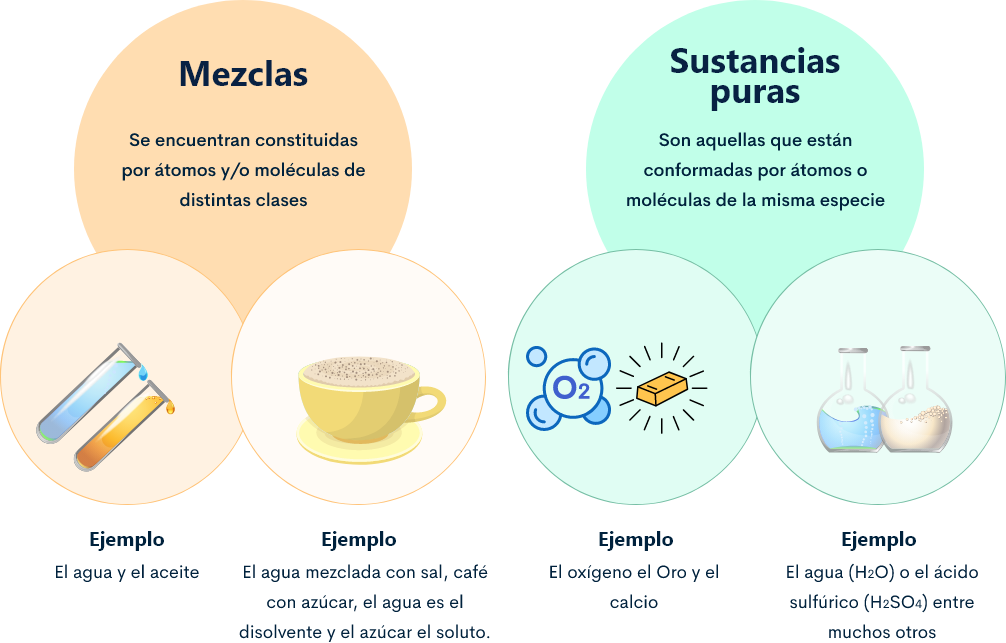 Mezclas
Se encuentran constituidas
por átomos y/o moléculas de
distintas clases
Sustancias
puras
Son aquellas que están
conformadas por átomos o
moléculas de la misma especie
O2
Ejemplo
El agua y el aceite
Ejemplo
El agua mezclada con sal, café
con azúcar, el agua es el
disolvente y el azúcar el soluto.
Ejemplo
El oxígeno el Oro y el
calcio
Ejemplo
El agua (H2O) o el ácido
sulfúrico (H2SO4) entre
muchos otros